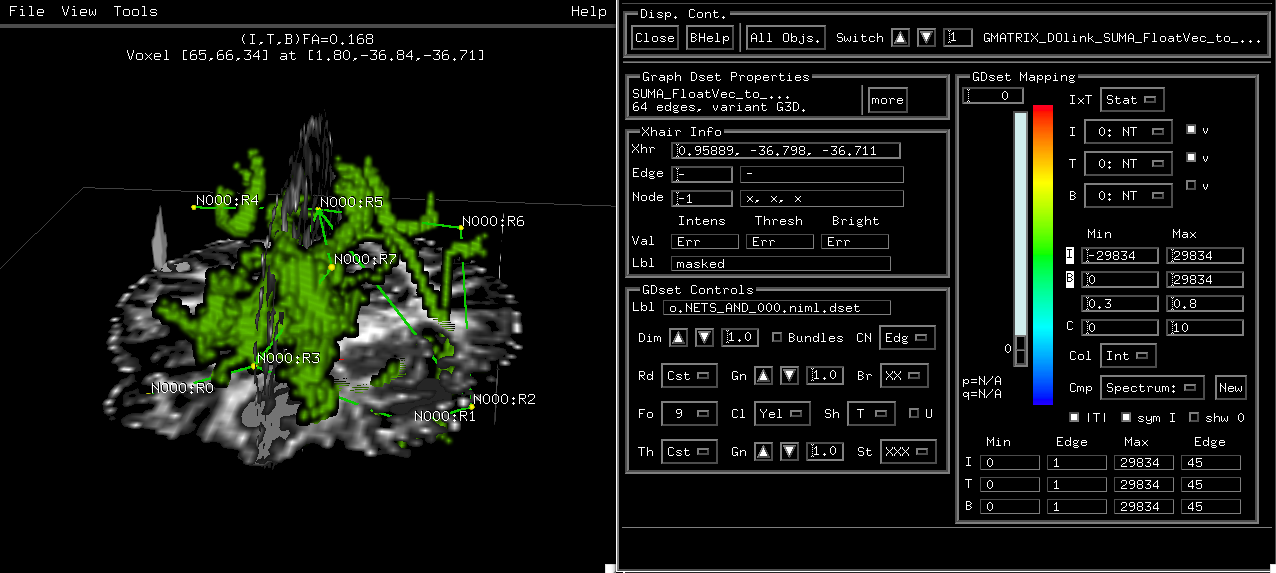 File View Tools Help
(I,T,B)FA=0.168
Voxel [65,66,34] at [1.80,-36.84,-36.71]
N000:R4
N000:R5
N000:R6
N000:R7
N000:R3
N000:R0
N000:R2
N000:R1
Disp. Cont.
Close BHelp All Objs. Switch 1 GMATRIX_DOlink_SUMA_FloatVec_to_...
Graph Dset Properties
SUMA_FloatVec_to_...
64 edges, variant G3D.
more
Xhair Info
Xhr 0.95889, -36.798, -36.711
Edge - -
Node -1 x, x, x
Intens Thresh Bright
Val Err Err Err
Lbl masked
GDset Controls
Lbl o.NETS_AND_000.niml.dset
Dim 1.0 Bundles CN Edg
Rd Cst Gn 1.0 Br XX
Fo 9 Cl Yel Sh T U
Th Cst Gn 1.0 St XXX
GDset Mapping
0 IxT Stat
I 0: NT v
T 0: NT v
B 0: NT v
Min Max
I -29834 29834
B 0 29834
0.3 0.8
C 0 10
0
Col Int
p=N/A
q=N/A
Cmp Spectrum: New
|T| sym I shw 0
Min Edge Max Edge
I 0 1 29834 45
T 0 1 29834 45
B 0 1 29834 45